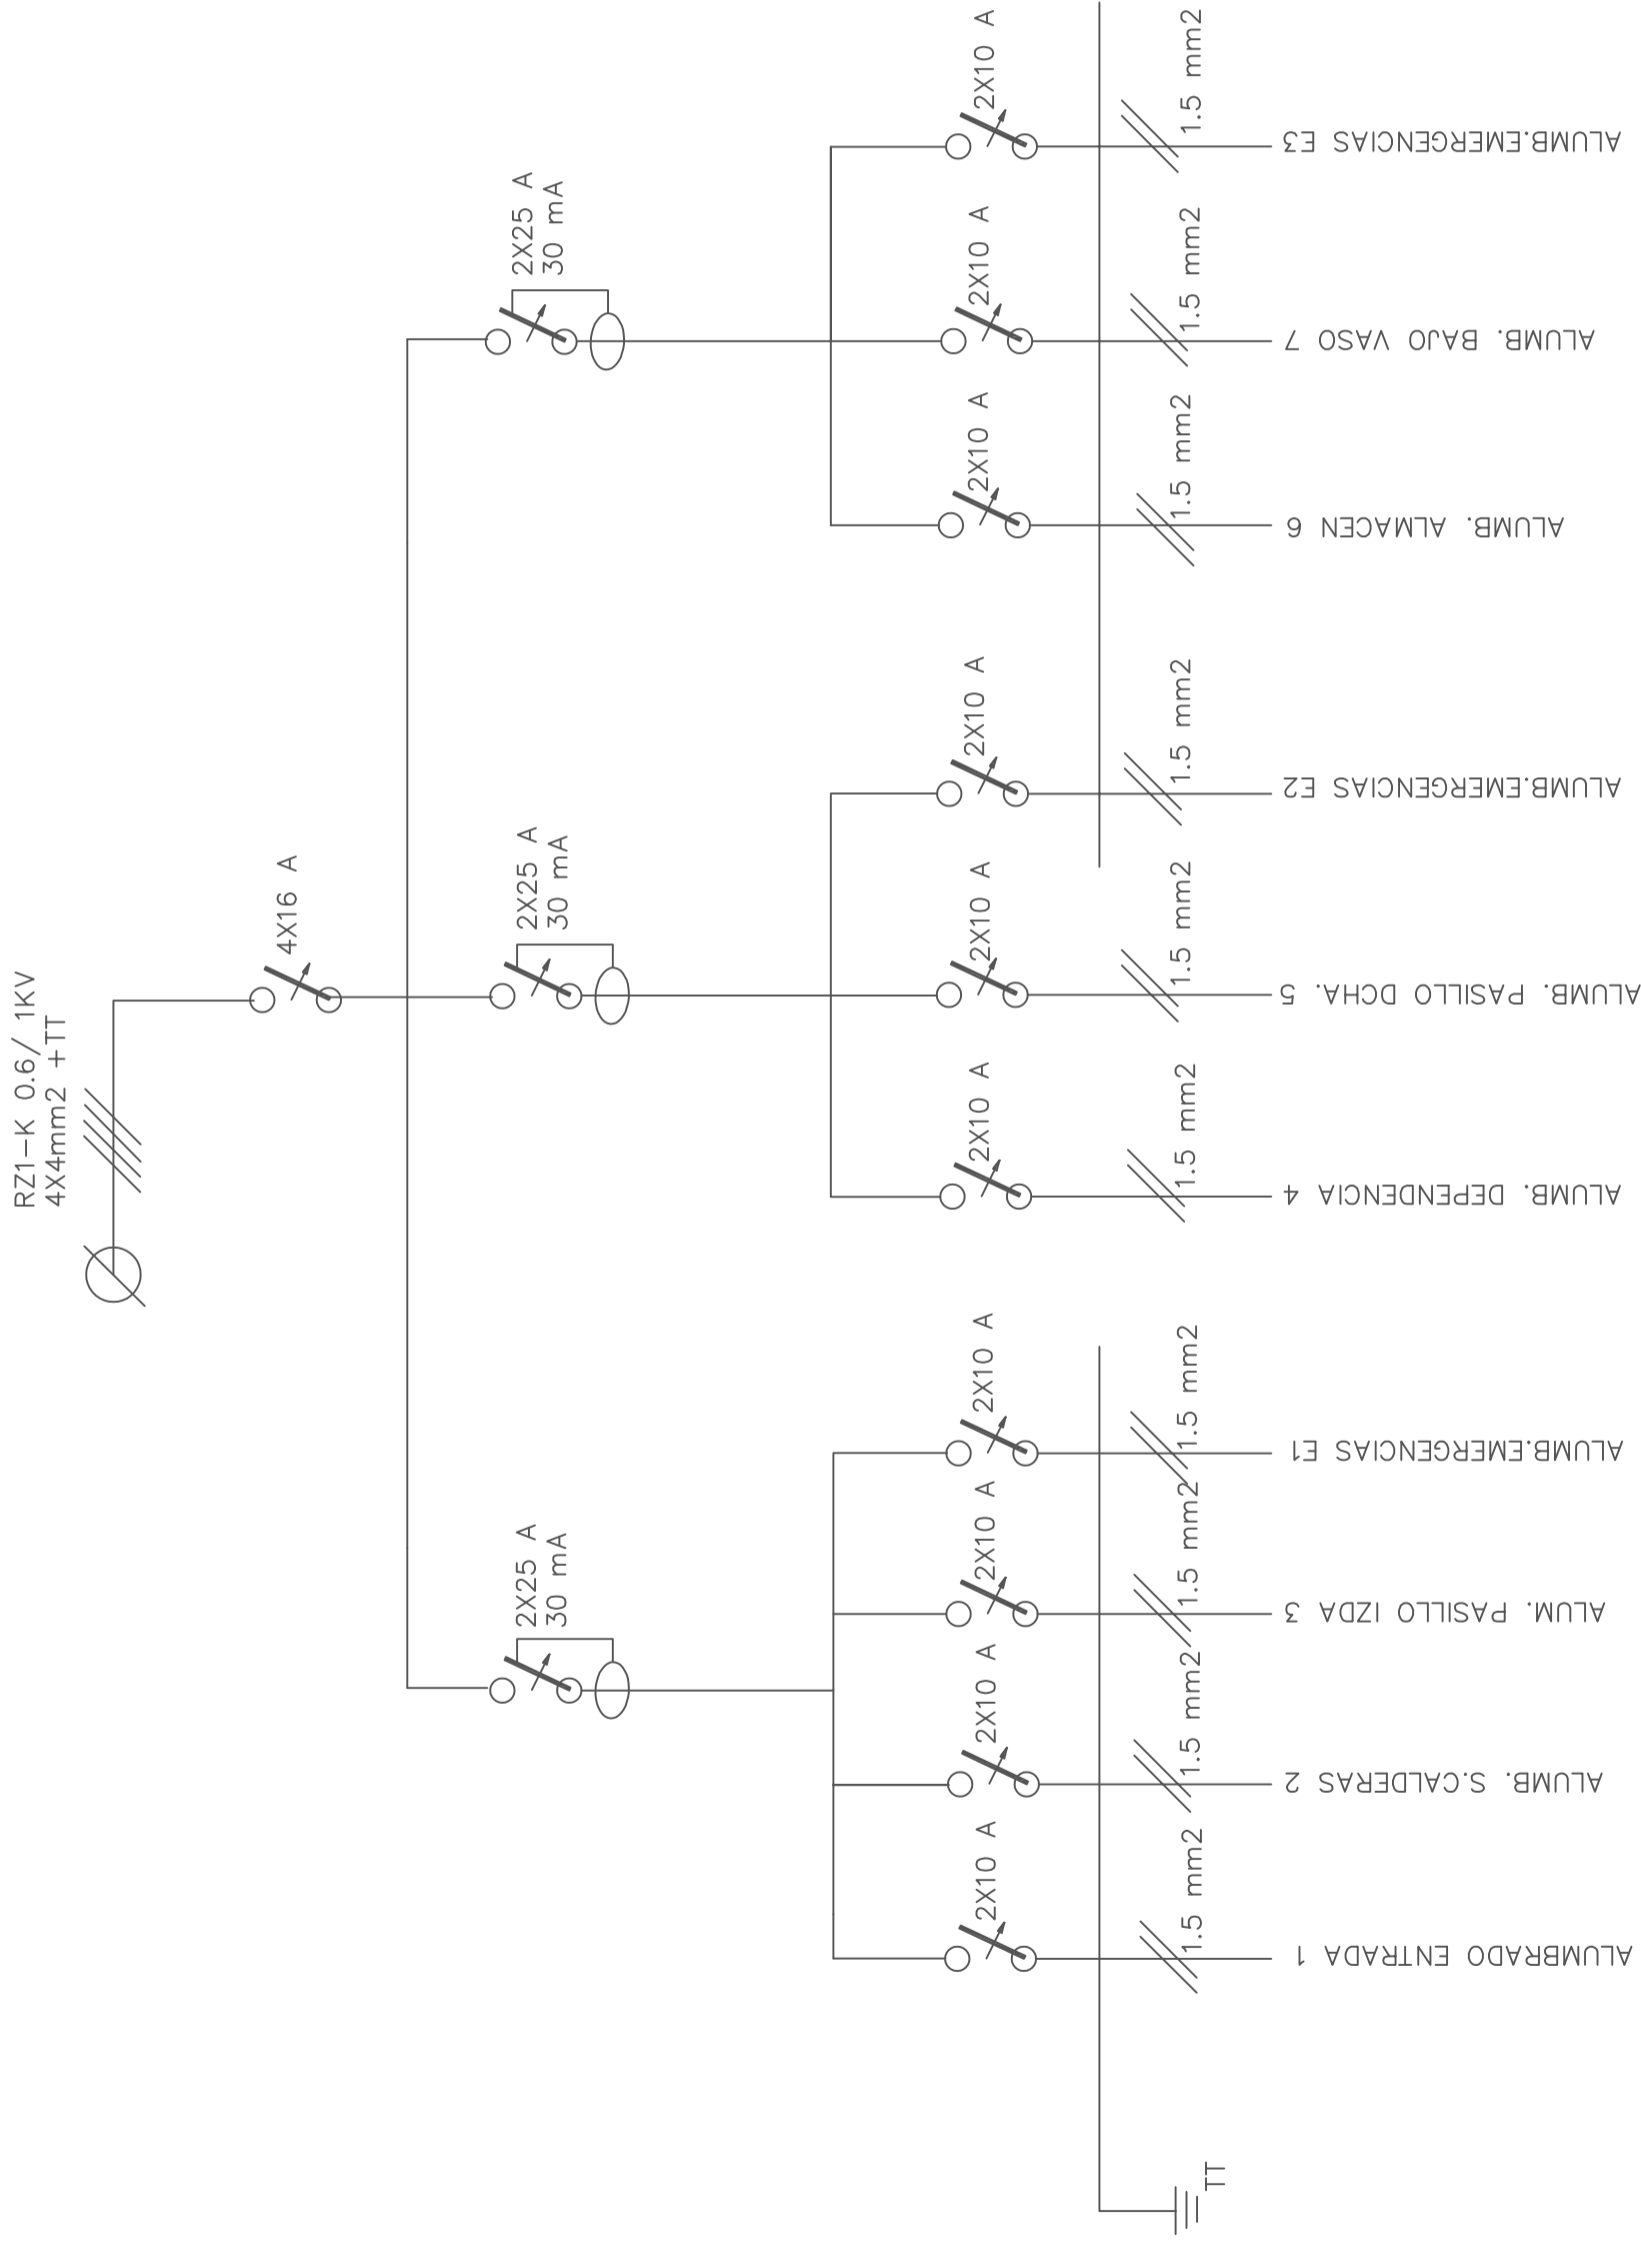 RZ1-K 0.6/ 1KV
4X4mm2 +TT
4X16 A
2X25 A
30 mA
2X25 A
30 mA
2X25 A
30 mA
2X10 A
2X10 A
2X10 A
2X10 A
2X10 A
2X10 A
2X10 A
2X10 A
2X10 A
2X10 A
1.5 mm2
1.5 mm2
1.5 mm2
1.5 mm2
1.5 mm2
1.5 mm2
1.5 mm2
1.5 mm2
1.5 mm2
1.5 mm2
ALUMBRADO ENTRADA 1
ALUMB. S.CALDERAS 2
ALUM. PASILLO IZDA 3
ALUMB.EMERGENCIAS E1
ALUMB. DEPENDENCIA 4
ALUMB. PASILLO DCHA. 5
ALUMB.EMERGENCIAS E2
ALUMB. ALMACEN 6
ALUMB. BAJO VASO 7
ALUMB.EMERGENCIAS E3
TT